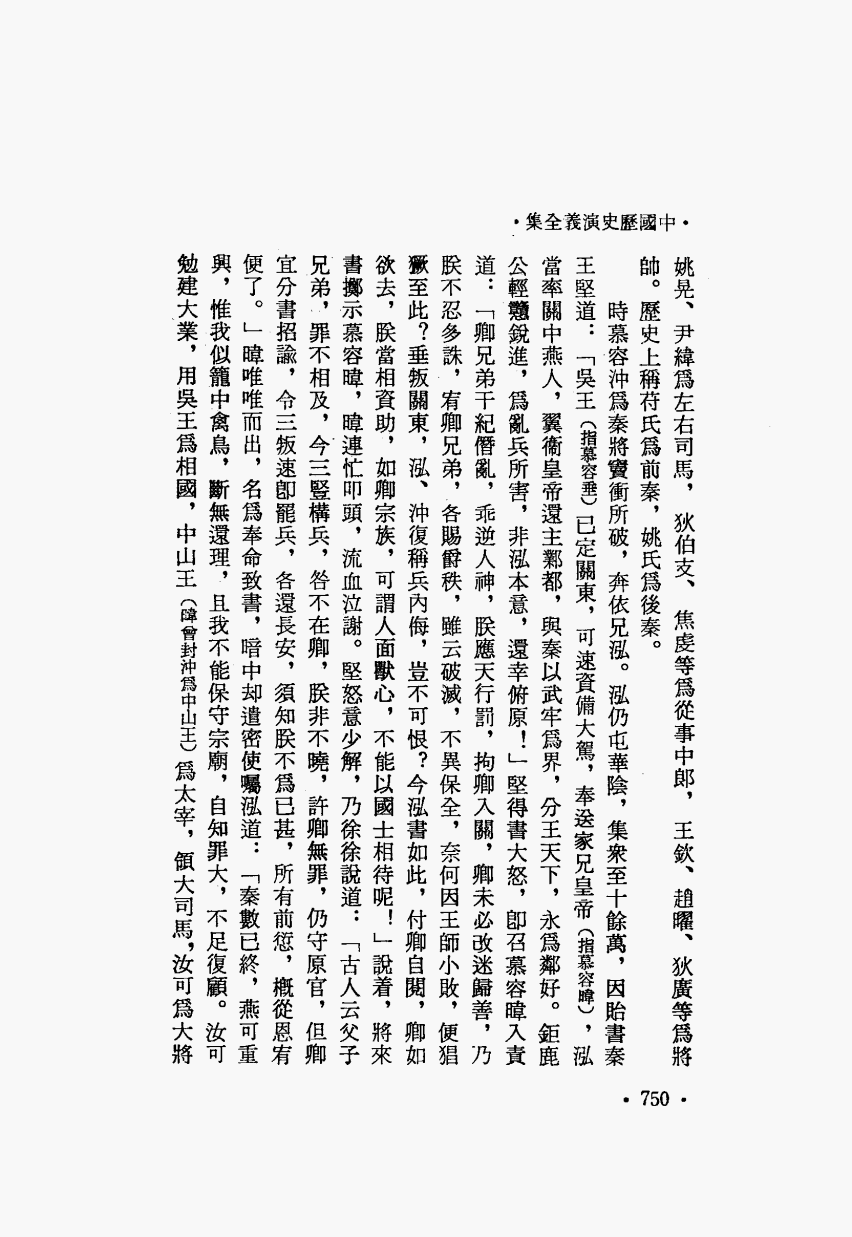 •中國歷史演義全集•
姚晃、尹緯爲左右司馬，狄伯支、焦虔等爲從事中郎，王欽、趙曜、狄廣等爲將
帥。歷史上稱苻氏爲前秦，姚氏爲後秦。
時慕容沖爲秦將竇衝所破，奔依兄泓。泓仍屯華陰，集衆至十餘萬，因貽書秦
王堅道：「吳王（指慕容垂）已定關東，可速資備大駕，奉送家兄皇帝（指慕容暐），泓
當率關中燕人，翼衞皇帝還主鄴都，與秦以武牢爲界，分王天下，永爲鄰好。鉅鹿
公輕戇銳進，爲亂兵所害，非泓本意，還幸俯原！」堅得書大怒，卽召慕容暐入責
道：「卿兄弟干紀僭亂，乖逆人神，朕應天行罰，拘卿入關，卿未必改迷歸善，乃
朕不忍多誅，宥卿兄弟，各賜爵秩，雖云破滅，不異保全，奈何因王師小敗，便猖
獗至此？垂叛關東，泓、沖復稱兵內侮，豈不可恨？今泓書如此，付卿自閱，卿如
欲去，朕當相資助，如卿宗族，可謂人面獸心，不能以國士相待呢！」說着，將來
書擲示慕容暐，暐連忙叩頭，流血泣謝。堅怒意少解，乃徐徐說道：「古人云父子
兄弟，罪不相及，今三豎構兵，咎不在卿，朕非不曉，許卿無罪，仍守原官，但卿
宜分書招諭，令三叛速卽罷兵，各還長安，須知朕不爲已甚，所有前愆，槪從恩宥
便了。」暐唯唯而出，名爲奉命致書，暗中却遣密使囑泓道：「秦數已終，燕可重
興，惟我似籠中禽鳥，斷無還理，且我不能保守宗廟，自知罪大，不足復顧。汝可
勉建大業，用吳王爲相國，中山王（暐曾封沖爲中山王）爲太宰，領大司馬，汝可爲大將
•750•